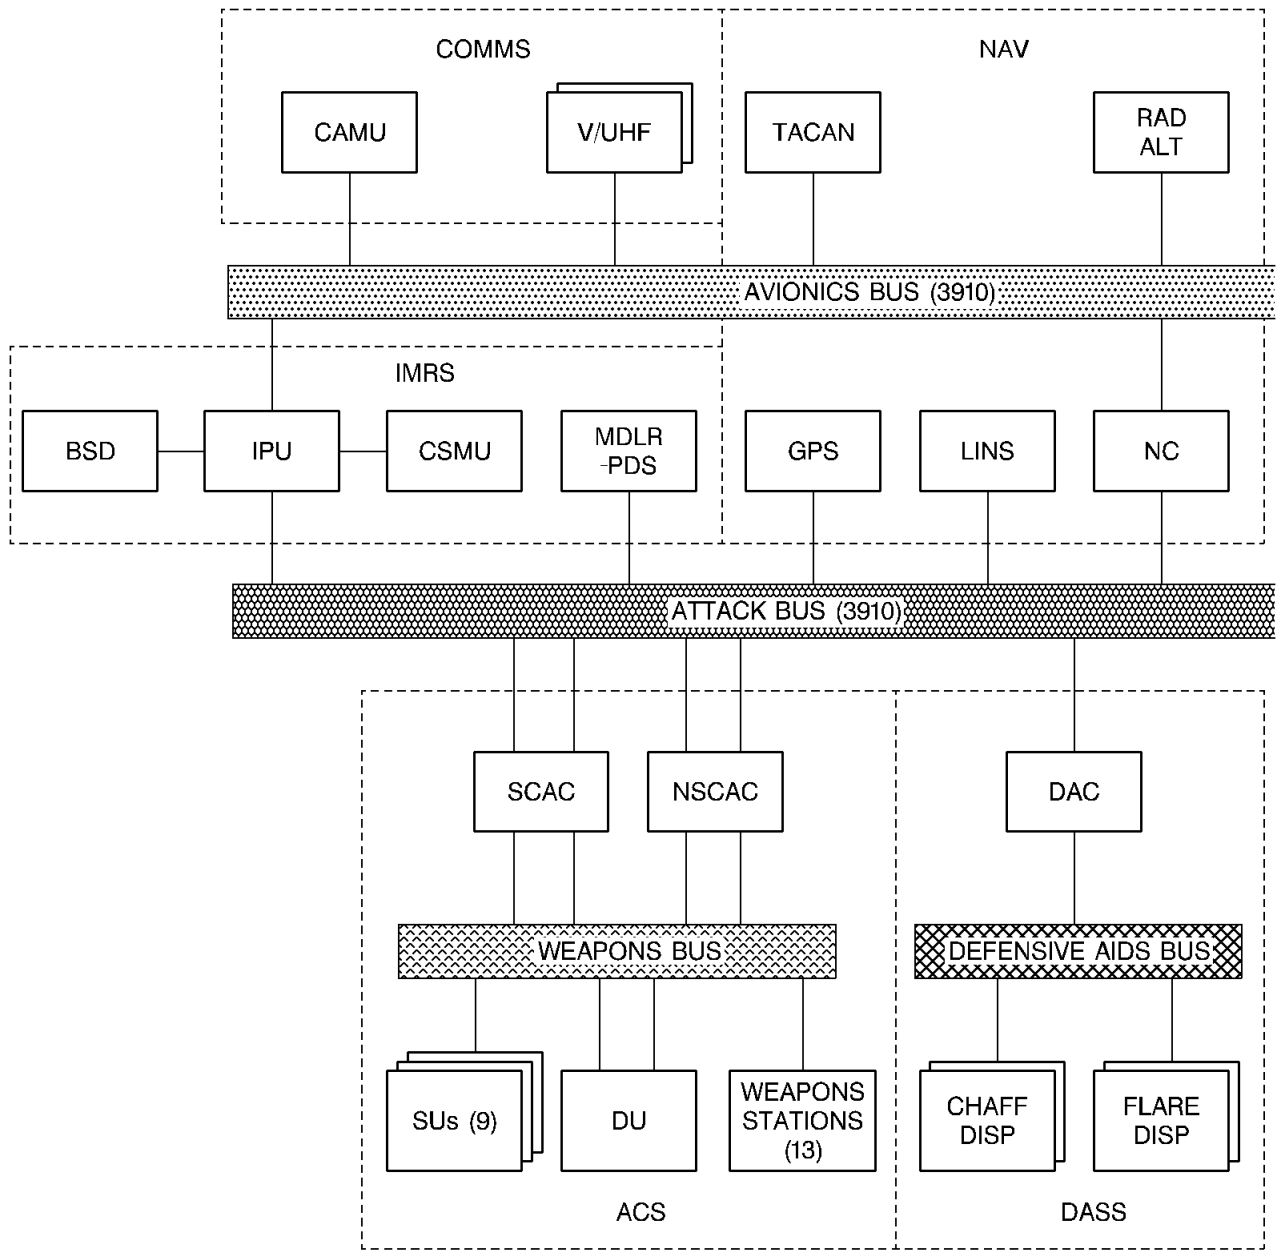 COMMS
NAV
CAMU
V/UHF
TACAN
RAD
ALT
AVIONICS BUS (3910)
IMRS
BSD
IPU
CSMU
MDLR
-PDS
GPS
LINS
NC
ATTACK BUS (3910)
SCAC
NSCAC
DAC
WEAPONS BUS
DEFENSIVE AIDS BUS
SUs (9)
DU
WEAPONS
STATIONS
(13)
CHAFF
DISP
FLARE
DISP
ACS
DASS